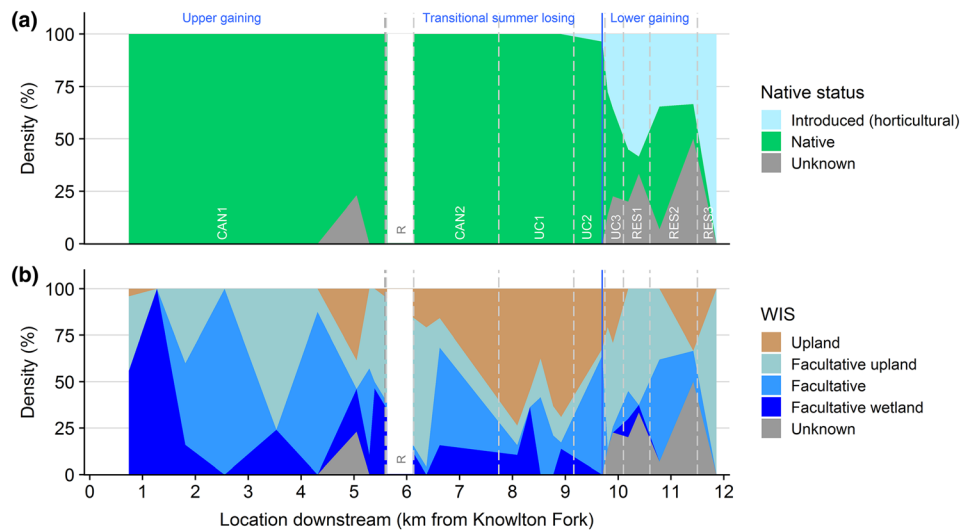 (a)
Upper gaining
Transitional summer losing
Lower gaining
100
75
50
25
0
Density (%)
CAN1
R
CAN2
UC1
UC2
UC3
RES1
RES2
RES3
Native status
Introduced (horticultural)
Native
Unknown
(b)
100
75
50
25
0
Density (%)
R
WIS
Upland
Facultative upland
Facultative
Facultative wetland
Unknown
0 1 2 3 4 5 6 7 8 9 10 11 12
Location downstream (km from Knowlton Fork)